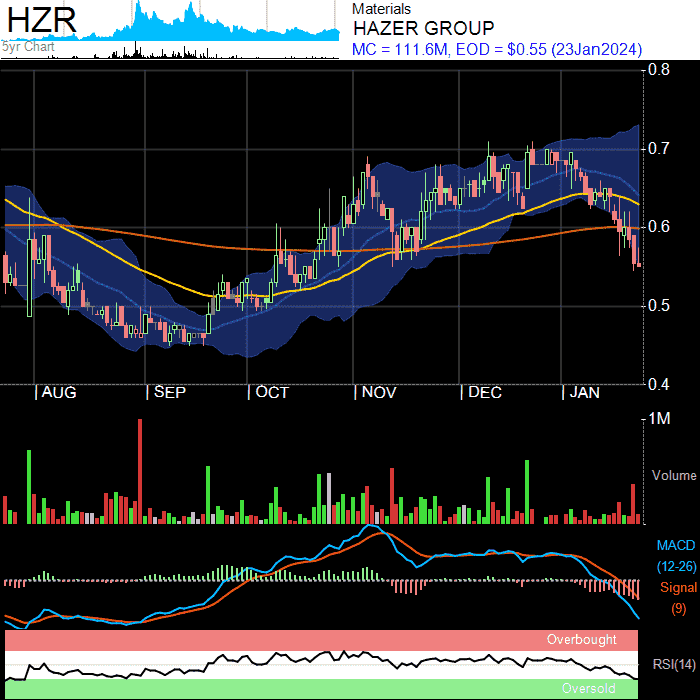 HZR
5yr Chart
Materials
HAZER GROUP
MC = 111.6M, EOD = $0.55 (23Jan2024)
0.8
0.7
0.6
0.5
0.4
AUG SEP OCT NOV DEC JAN
1M
Volume
MACD
(12-26)
Signal
(9)
Overbought
RSI(14)
Oversold